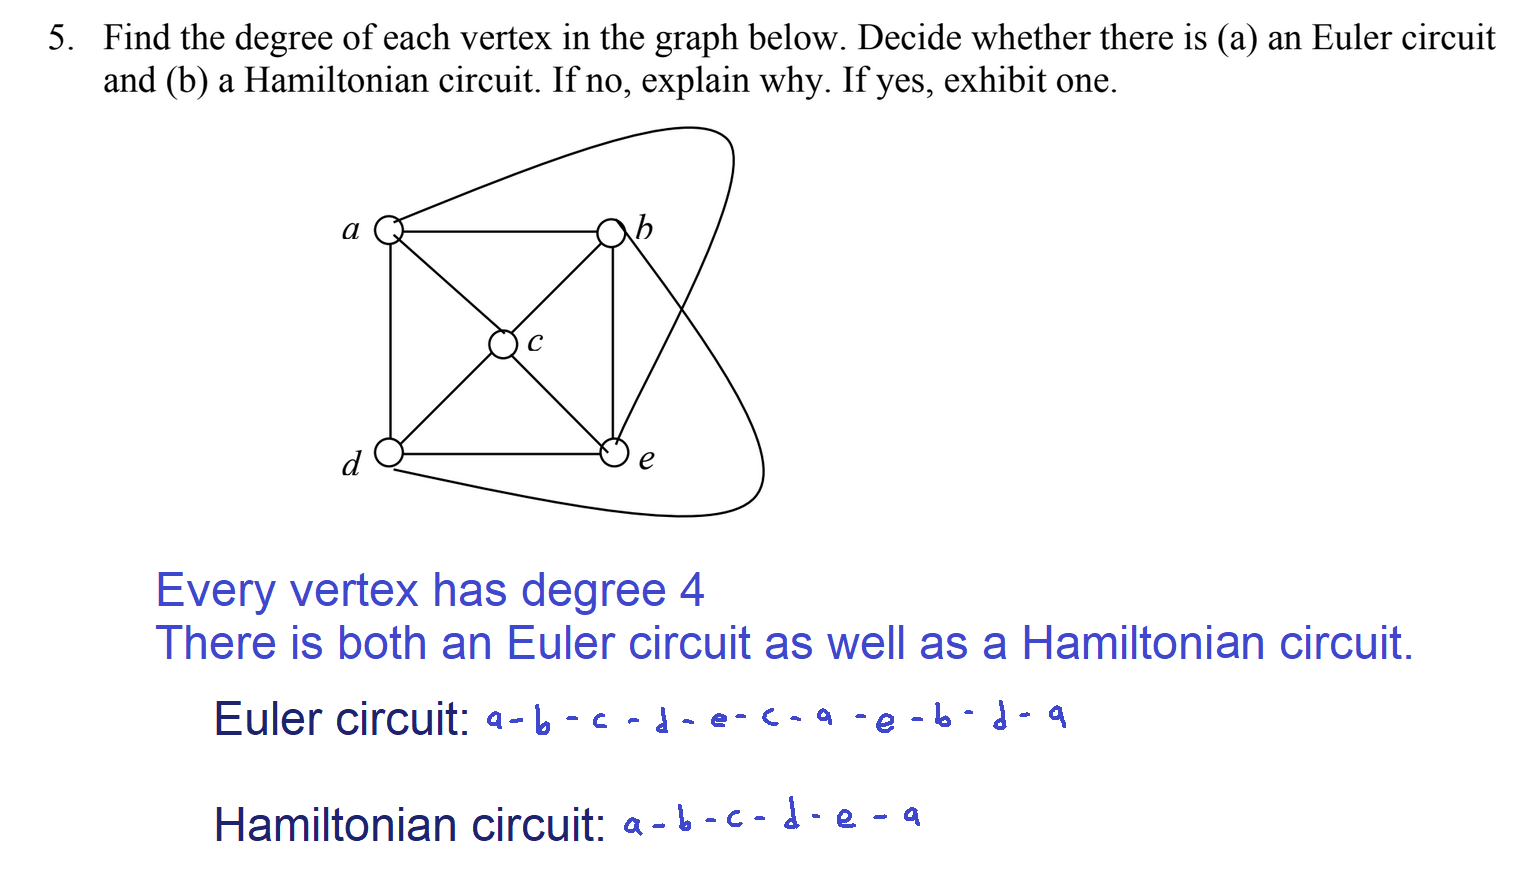 5. Find the degree of each vertex in the graph below. Decide whether there is (a) an Euler circuit
and (b) a Hamiltonian circuit. If no, explain why. If yes, exhibit one.
a
b
c
d
e
Every vertex has degree 4
There is both an Euler circuit as well as a Hamiltonian circuit.
Euler circuit: a-b-c-d-e-c-a-e-b-d-a
Hamiltonian circuit: a-b-c-d-e-a